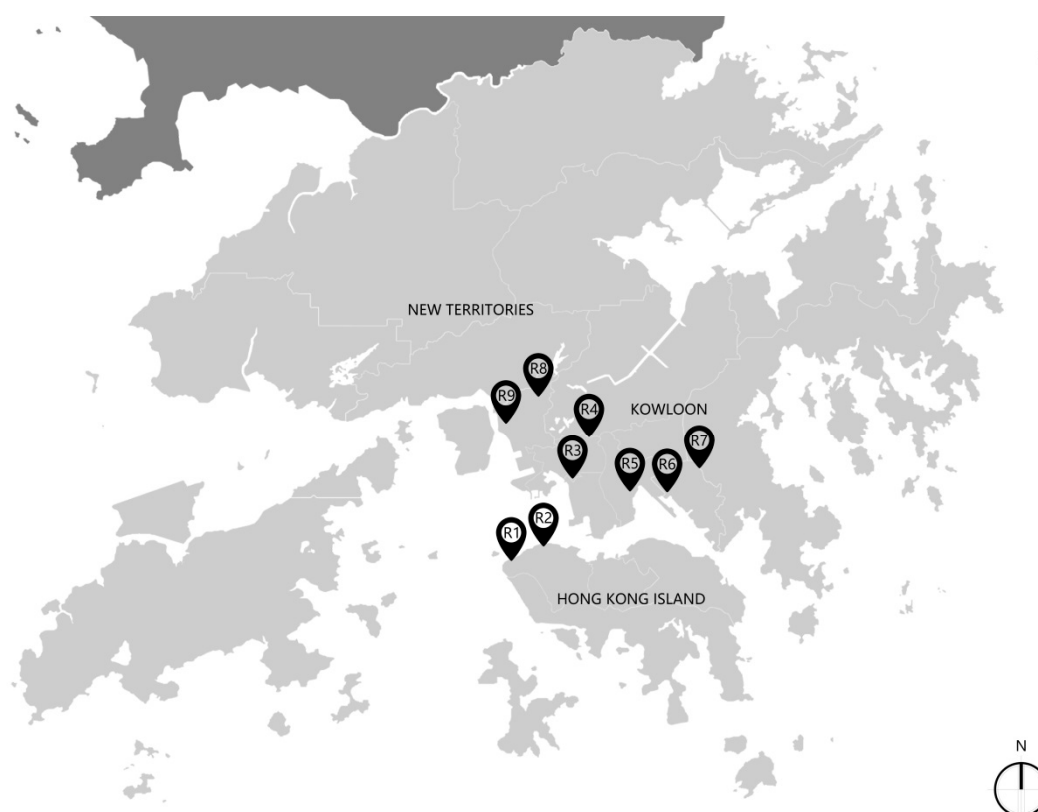 NEW TERRITORIES
R8
R9
R4
KOWLOON
R7
R3
R5
R6
R2
R1
HONG KONG ISLAND
N